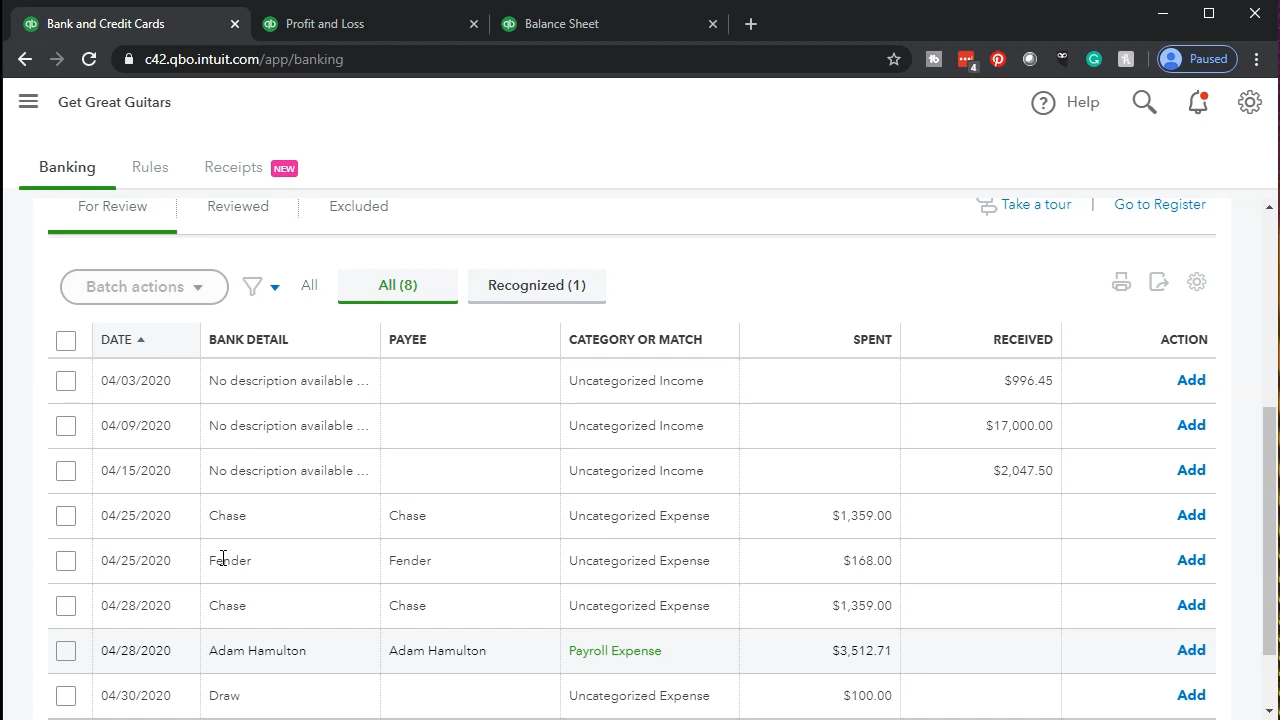 Bank and Credit Cards
Profit and Loss
Balance Sheet
c42.qbo.intuit.com/app/banking
4
Paused
Get Great Guitars
Help
Banking
Rules
Receipts NEW
For Review
Reviewed
Excluded
Take a tour | Go to Register
Batch actions
All
All (8)
Recognized (1)
DATE BANK DETAIL PAYEE CATEGORY OR MATCH SPENT RECEIVED ACTION
04/03/2020 No description available ... Uncategorized Income $996.45 Add
04/09/2020 No description available ... Uncategorized Income $17,000.00 Add
04/15/2020 No description available ... Uncategorized Income $2,047.50 Add
04/25/2020 Chase Chase Uncategorized Expense $1,359.00 Add
04/25/2020 Fender Fender Uncategorized Expense $168.00 Add
04/28/2020 Chase Chase Uncategorized Expense $1,359.00 Add
04/28/2020 Adam Hamulton Adam Hamulton Payroll Expense $3,512.71 Add
04/30/2020 Draw Uncategorized Expense $100.00 Add